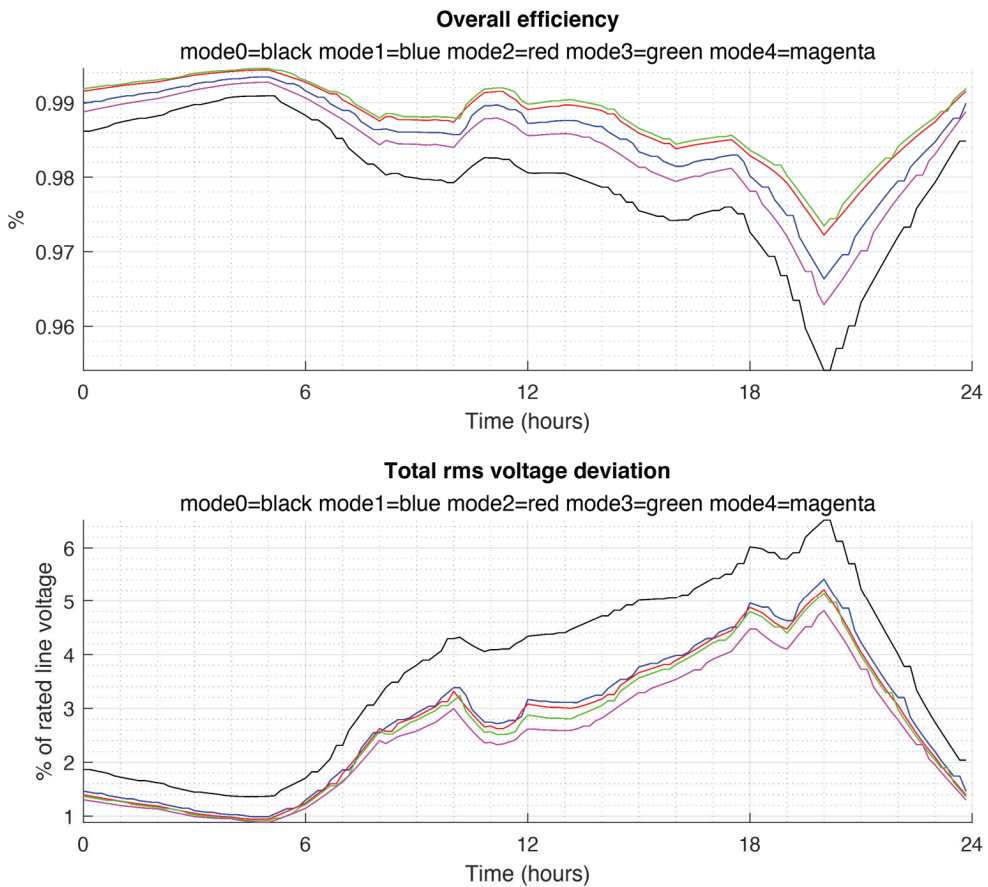 Overall efficiency
mode0=black mode1=blue mode2=red mode3=green mode4=magenta
0.99
0.98
0.97
0.96
%
0 6 12 18 24
Time (hours)
Total rms voltage deviation
mode0=black mode1=blue mode2=red mode3=green mode4=magenta
6
5
4
3
2
1
% of rated line voltage
0 6 12 18 24
Time (hours)